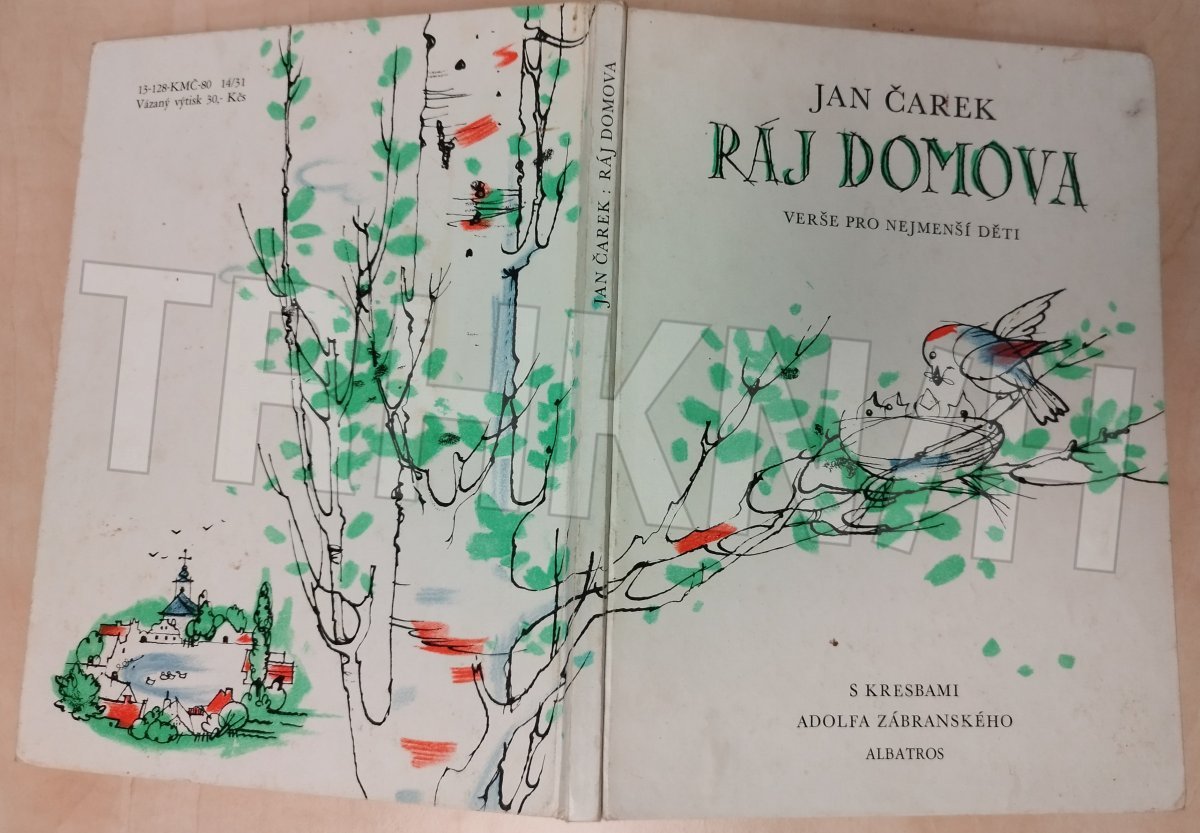 13-128-KMČ-80 14/31
Vázaný výtisk 30,- Kčs
JAN ČAREK : RÁJ DOMOVA
JAN ČAREK
RÁJ DOMOVA
VERŠE PRO NEJMENŠÍ DĚTI
S KRESBAMI
ADOLFA ZÁBRANSKÉHO
ALBATROS
TRHKNIH